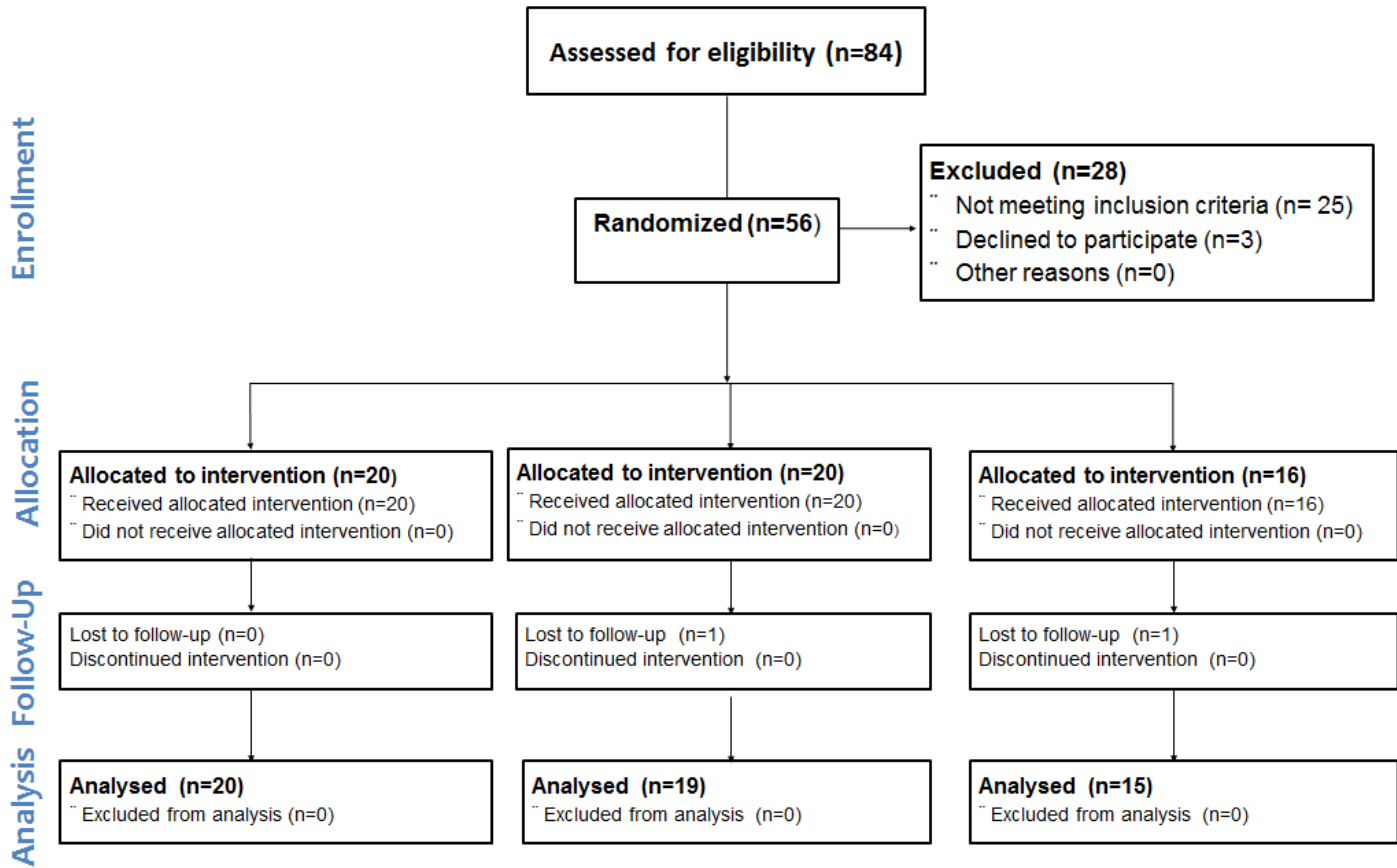 Enrollment
Assessed for eligibility (n=84)
Excluded (n=28)
¨ Not meeting inclusion criteria (n= 25)
¨ Declined to participate (n=3)
¨ Other reasons (n=0)
Randomized (n=56)
Allocation
Allocated to intervention (n=20)
¨ Received allocated intervention (n=20)
¨ Did not receive allocated intervention (n=0)
Allocated to intervention (n=20)
¨ Received allocated intervention (n=20)
¨ Did not receive allocated intervention (n=0)
Allocated to intervention (n=16)
¨ Received allocated intervention (n=16)
¨ Did not receive allocated intervention (n=0)
Follow-Up
Lost to follow-up (n=0)
Discontinued intervention (n=0)
Lost to follow-up (n=1)
Discontinued intervention (n=0)
Lost to follow-up (n=1)
Discontinued intervention (n=0)
Analysis
Analysed (n=20)
¨ Excluded from analysis (n=0)
Analysed (n=19)
¨ Excluded from analysis (n=0)
Analysed (n=15)
¨ Excluded from analysis (n=0)